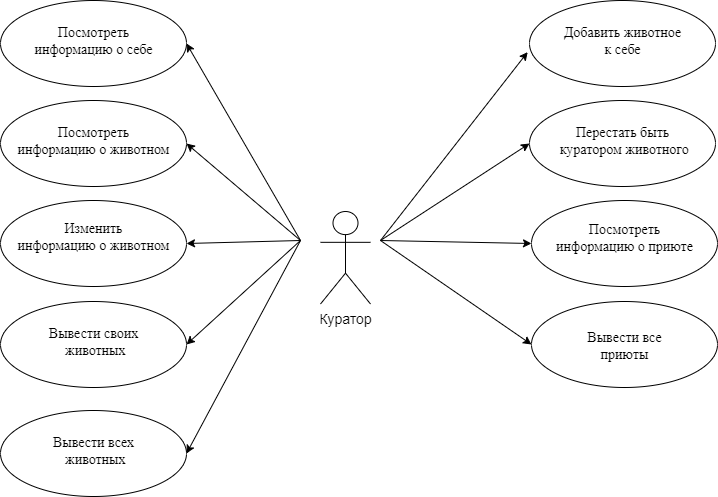 Посмотреть
информацию о себе
Посмотреть
информацию о животном
Изменить
информацию о животном
Вывести своих
животных
Вывести всех
животных
Куратор
Добавить животное
к себе
Перестать быть
куратором животного
Посмотреть
информацию о приюте
Вывести все
приюты